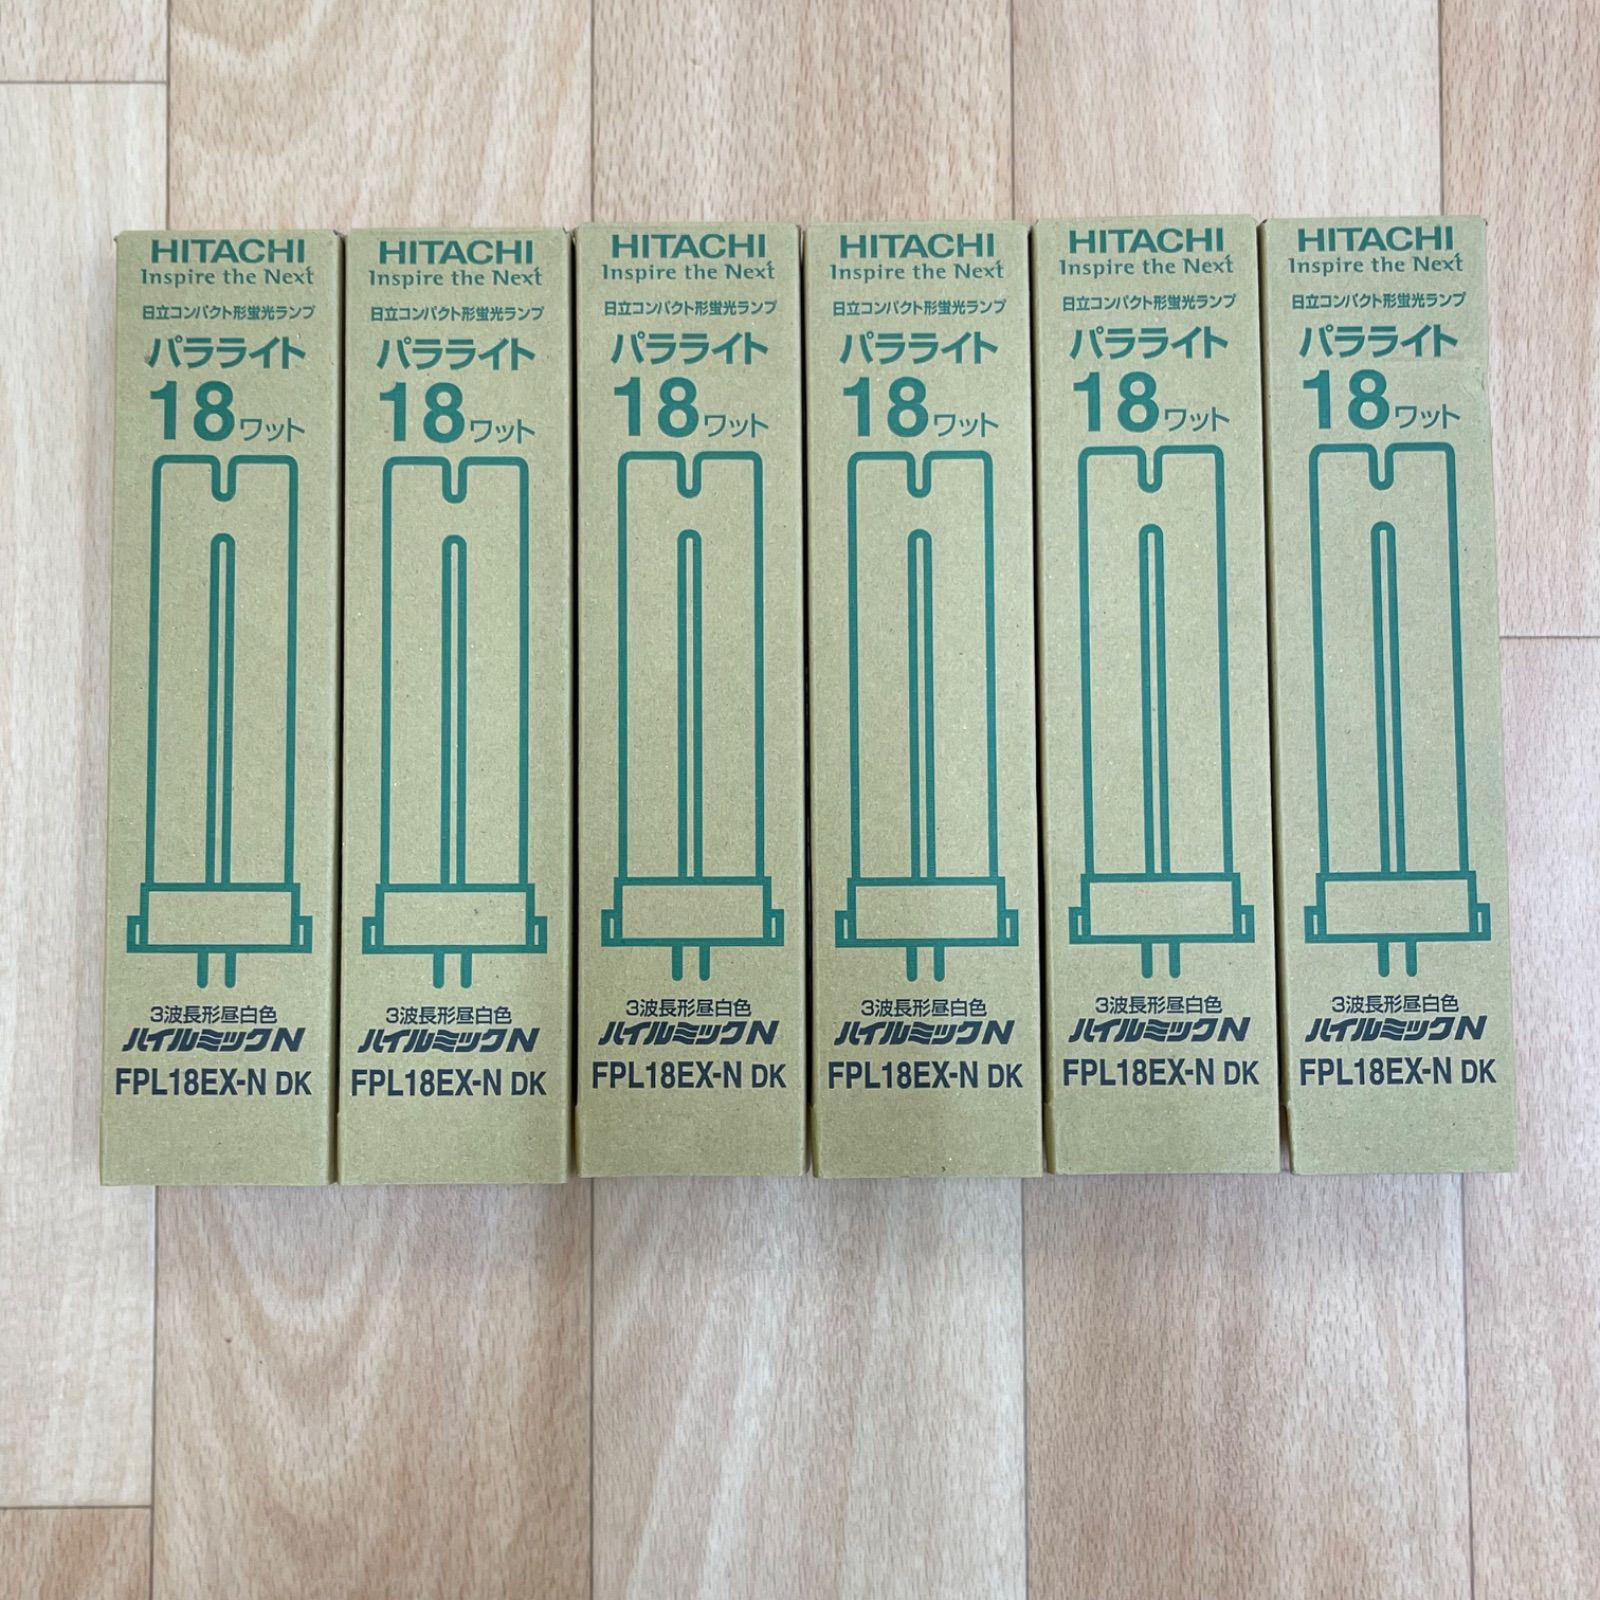 HITACHI
Inspire the Next
日立コンパクト形蛍光ランプ
パラライト
18ワット
3波長形昼白色
ハイルミックN
FPL18EX-N DK
HITACHI
Inspire the Next
日立コンパクト形蛍光ランプ
パラライト
18ワット
3波長形昼白色
ハイルミックN
FPL18EX-N DK
HITACHI
Inspire the Next
日立コンパクト形蛍光ランプ
パラライト
18ワット
3波長形昼白色
ハイルミックN
FPL18EX-N DK
HITACHI
Inspire the Next
日立コンパクト形蛍光ランプ
パラライト
18ワット
3波長形昼白色
ハイルミックN
FPL18EX-N DK
HITACHI
Inspire the Next
日立コンパクト形蛍光ランプ
パラライト
18ワット
3波長形昼白色
ハイルミックN
FPL18EX-N DK
HITACHI
Inspire the Next
日立コンパクト形蛍光ランプ
パラライト
18ワット
3波長形昼白色
ハイルミックN
FPL18EX-N DK